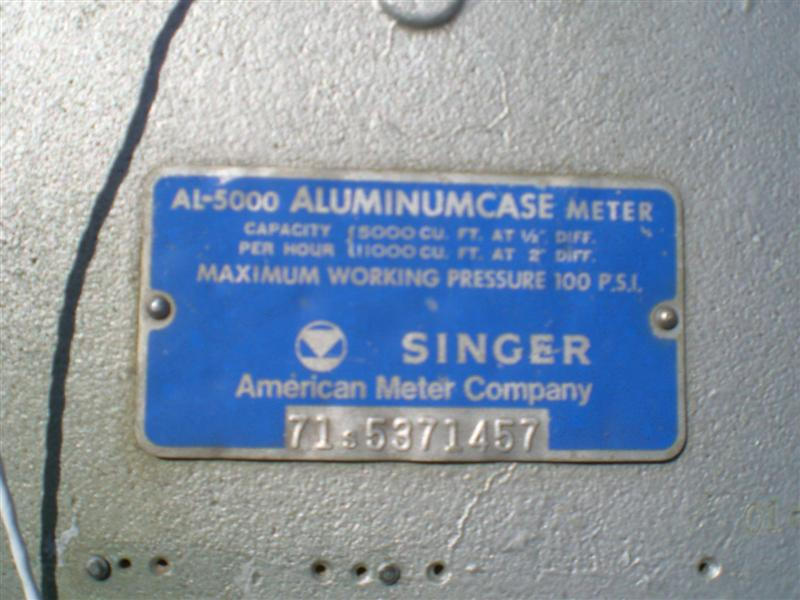 AL-5000 ALUMINUMCASE METER
CAPACITY 5000 CU. FT. AT ½" DIFF.
PER HOUR 11000 CU. FT. AT 2" DIFF.
MAXIMUM WORKING PRESSURE 100 P.S.I.
SINGER
American Meter Company
71s5371457